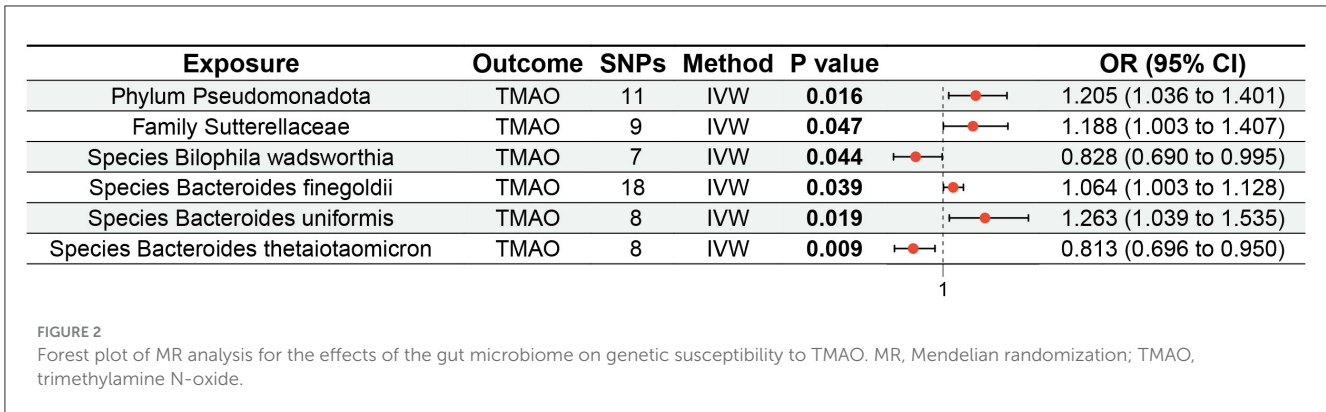 Exposure Outcome SNPs Method P value OR (95% CI)
Phylum Pseudomonadota TMAO 11 IVW 0.016 1.205 (1.036 to 1.401)
Family Sutterellaceae TMAO 9 IVW 0.047 1.188 (1.003 to 1.407)
Species Bilophila wadsworthia TMAO 7 IVW 0.044 0.828 (0.690 to 0.995)
Species Bacteroides finegoldii TMAO 18 IVW 0.039 1.064 (1.003 to 1.128)
Species Bacteroides uniformis TMAO 8 IVW 0.019 1.263 (1.039 to 1.535)
Species Bacteroides thetaiotaomicron TMAO 8 IVW 0.009 0.813 (0.696 to 0.950)
1
FIGURE 2
Forest plot of MR analysis for the effects of the gut microbiome on genetic susceptibility to TMAO. MR, Mendelian randomization; TMAO,
trimethylamine N-oxide.